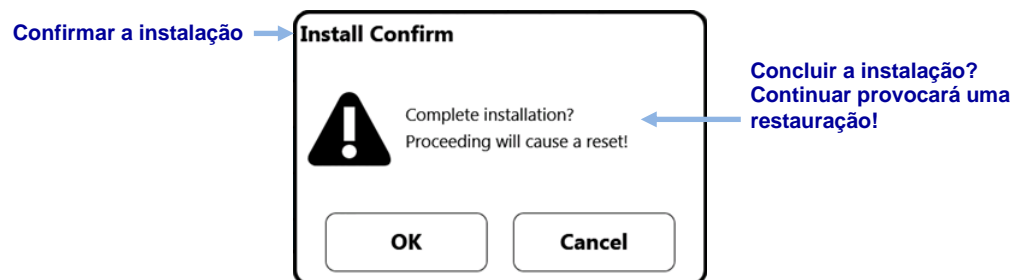 Confirmar a instalação
Install Confirm
Complete installation?
Proceeding will cause a reset!
Concluir a instalação?
Continuar provocará uma
restauração!
OK
Cancel